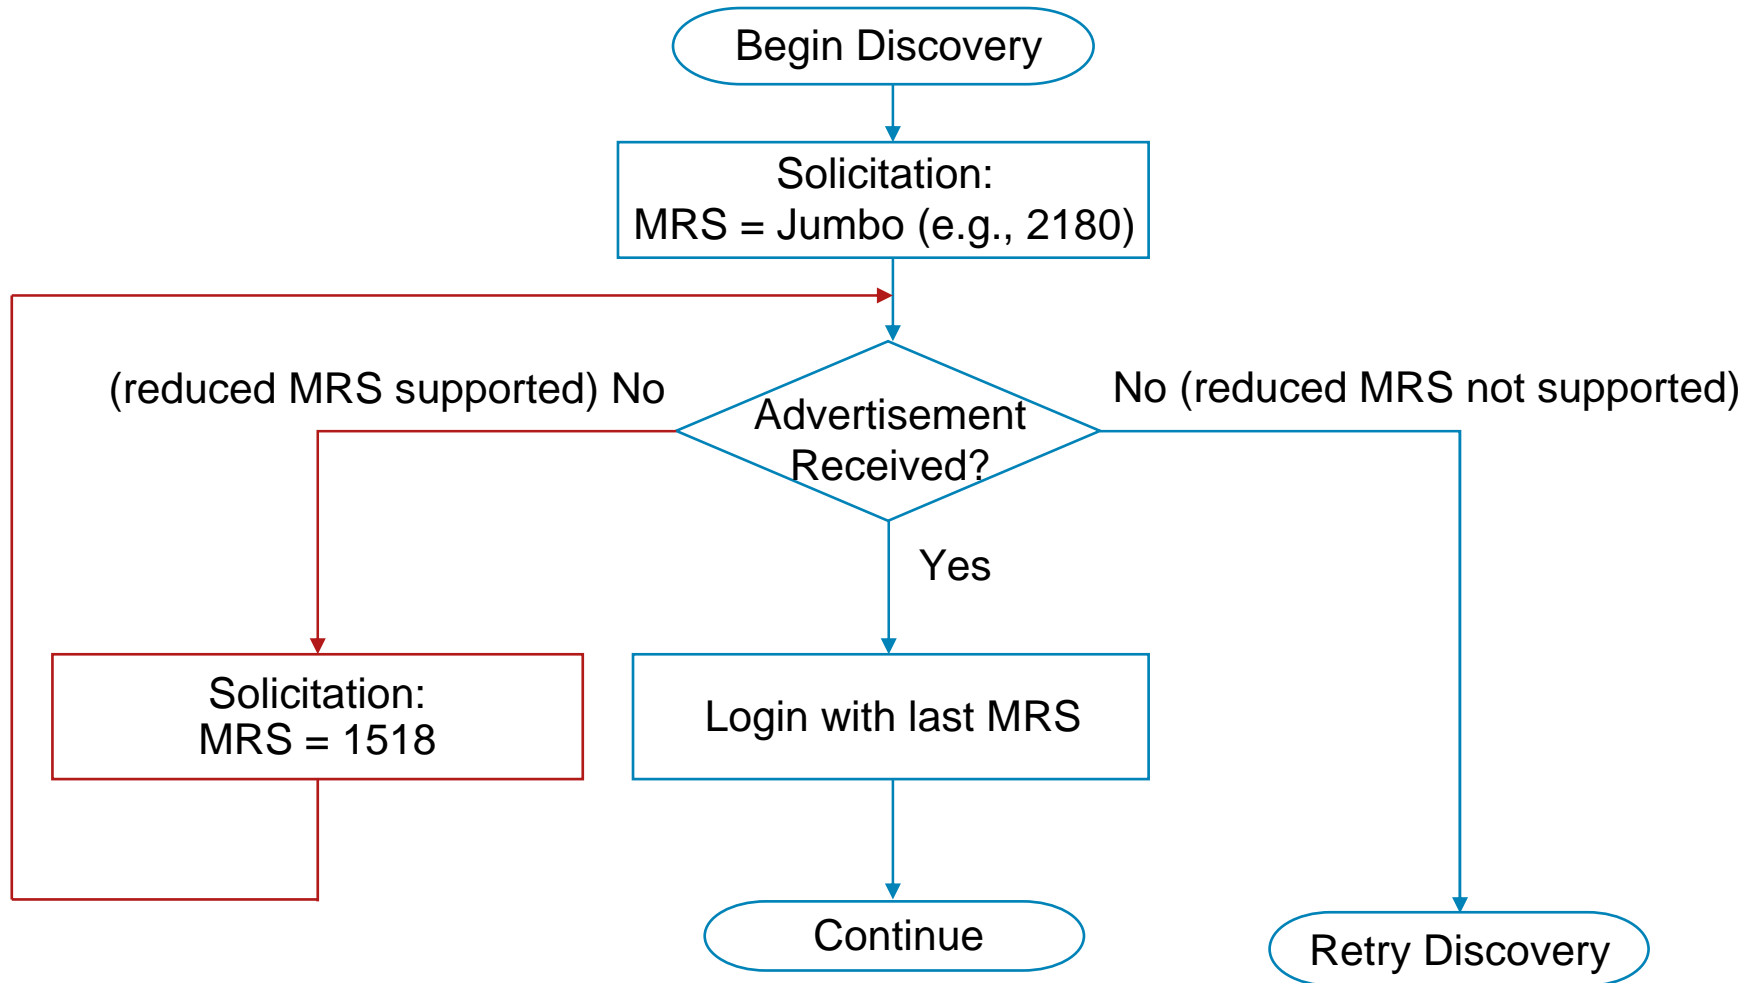 Begin Discovery
Solicitation:
MRS = Jumbo (e.g., 2180)
(reduced MRS supported) No
No (reduced MRS not supported)
Advertisement
Received?
Yes
Solicitation:
MRS = 1518
Login with last MRS
Continue
Retry Discovery